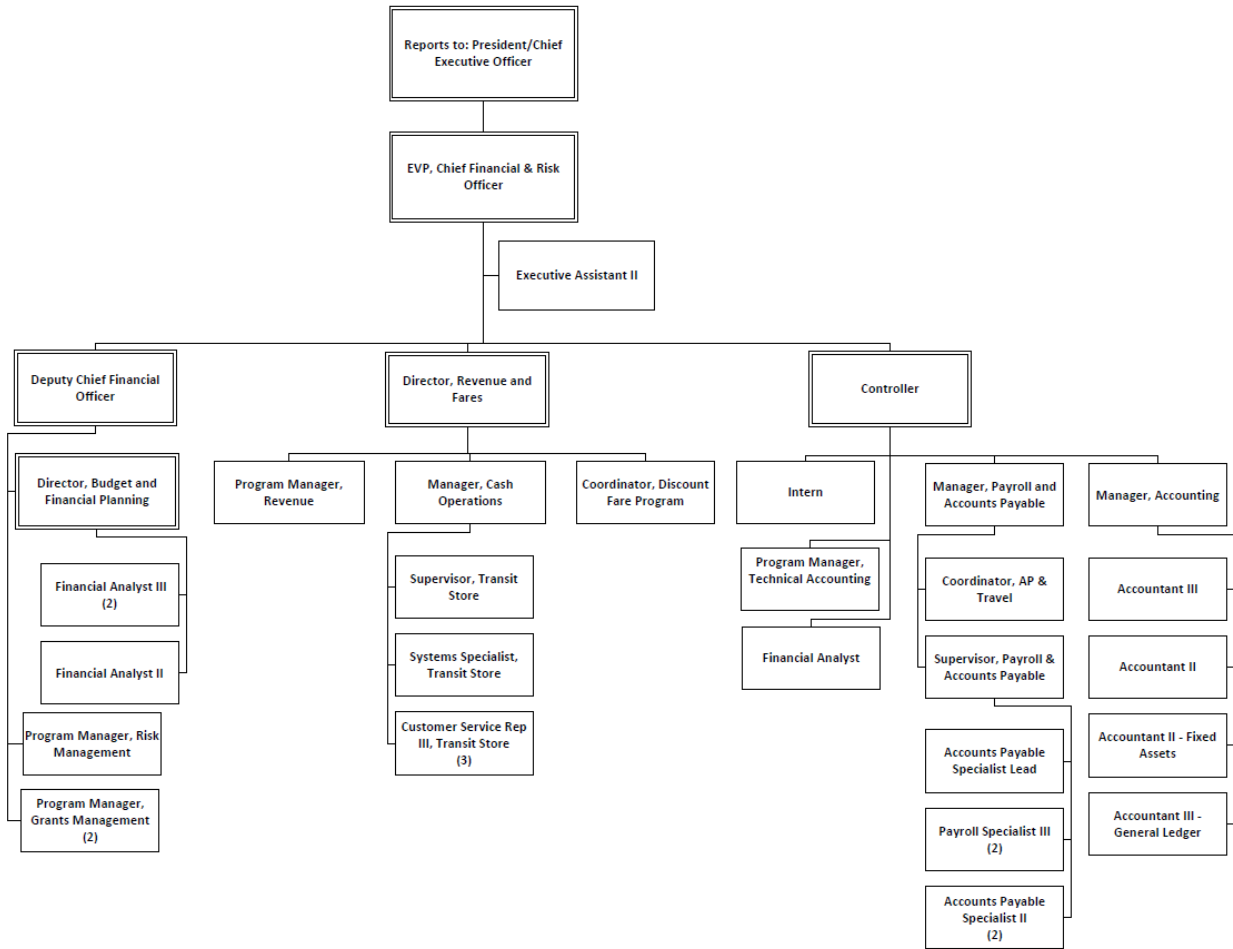 Reports to: President/Chief
Executive Officer
EVP, Chief Financial & Risk
Officer
Executive Assistant II
Deputy Chief Financial
Officer
Director, Revenue and
Fares
Controller
Director, Budget and
Financial Planning
Program Manager,
Revenue
Manager, Cash
Operations
Coordinator, Discount
Fare Program
Intern
Manager, Payroll and
Accounts Payable
Manager, Accounting
Financial Analyst III
(2)
Financial Analyst II
Program Manager, Risk
Management
Program Manager,
Grants Management
(2)
Supervisor, Transit
Store
Systems Specialist,
Transit Store
Customer Service Rep
III, Transit Store
(3)
Program Manager,
Technical Accounting
Financial Analyst
Coordinator, AP &
Travel
Supervisor, Payroll &
Accounts Payable
Accounts Payable
Specialist Lead
Payroll Specialist III
(2)
Accounts Payable
Specialist II
(2)
Accountant III
Accountant II
Accountant II - Fixed
Assets
Accountant III -
General Ledger